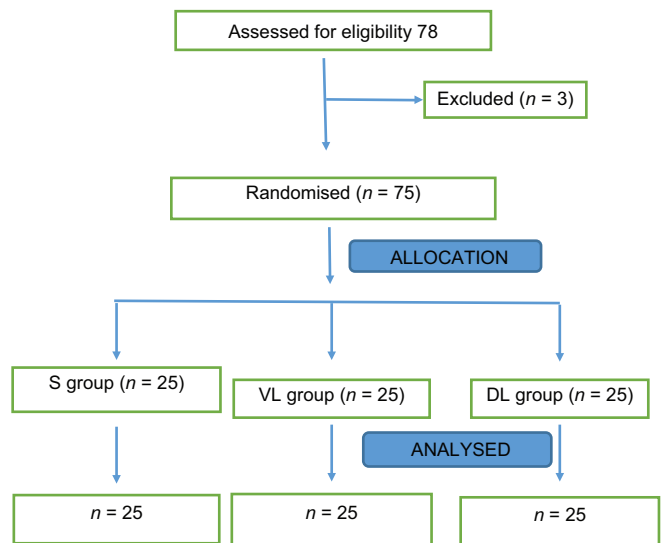 Assessed for eligibility 78
Excluded (n = 3)
Randomised (n = 75)
ALLOCATION
S group (n = 25)
VL group (n = 25)
DL group (n = 25)
ANALYSED
n = 25
n = 25
n = 25